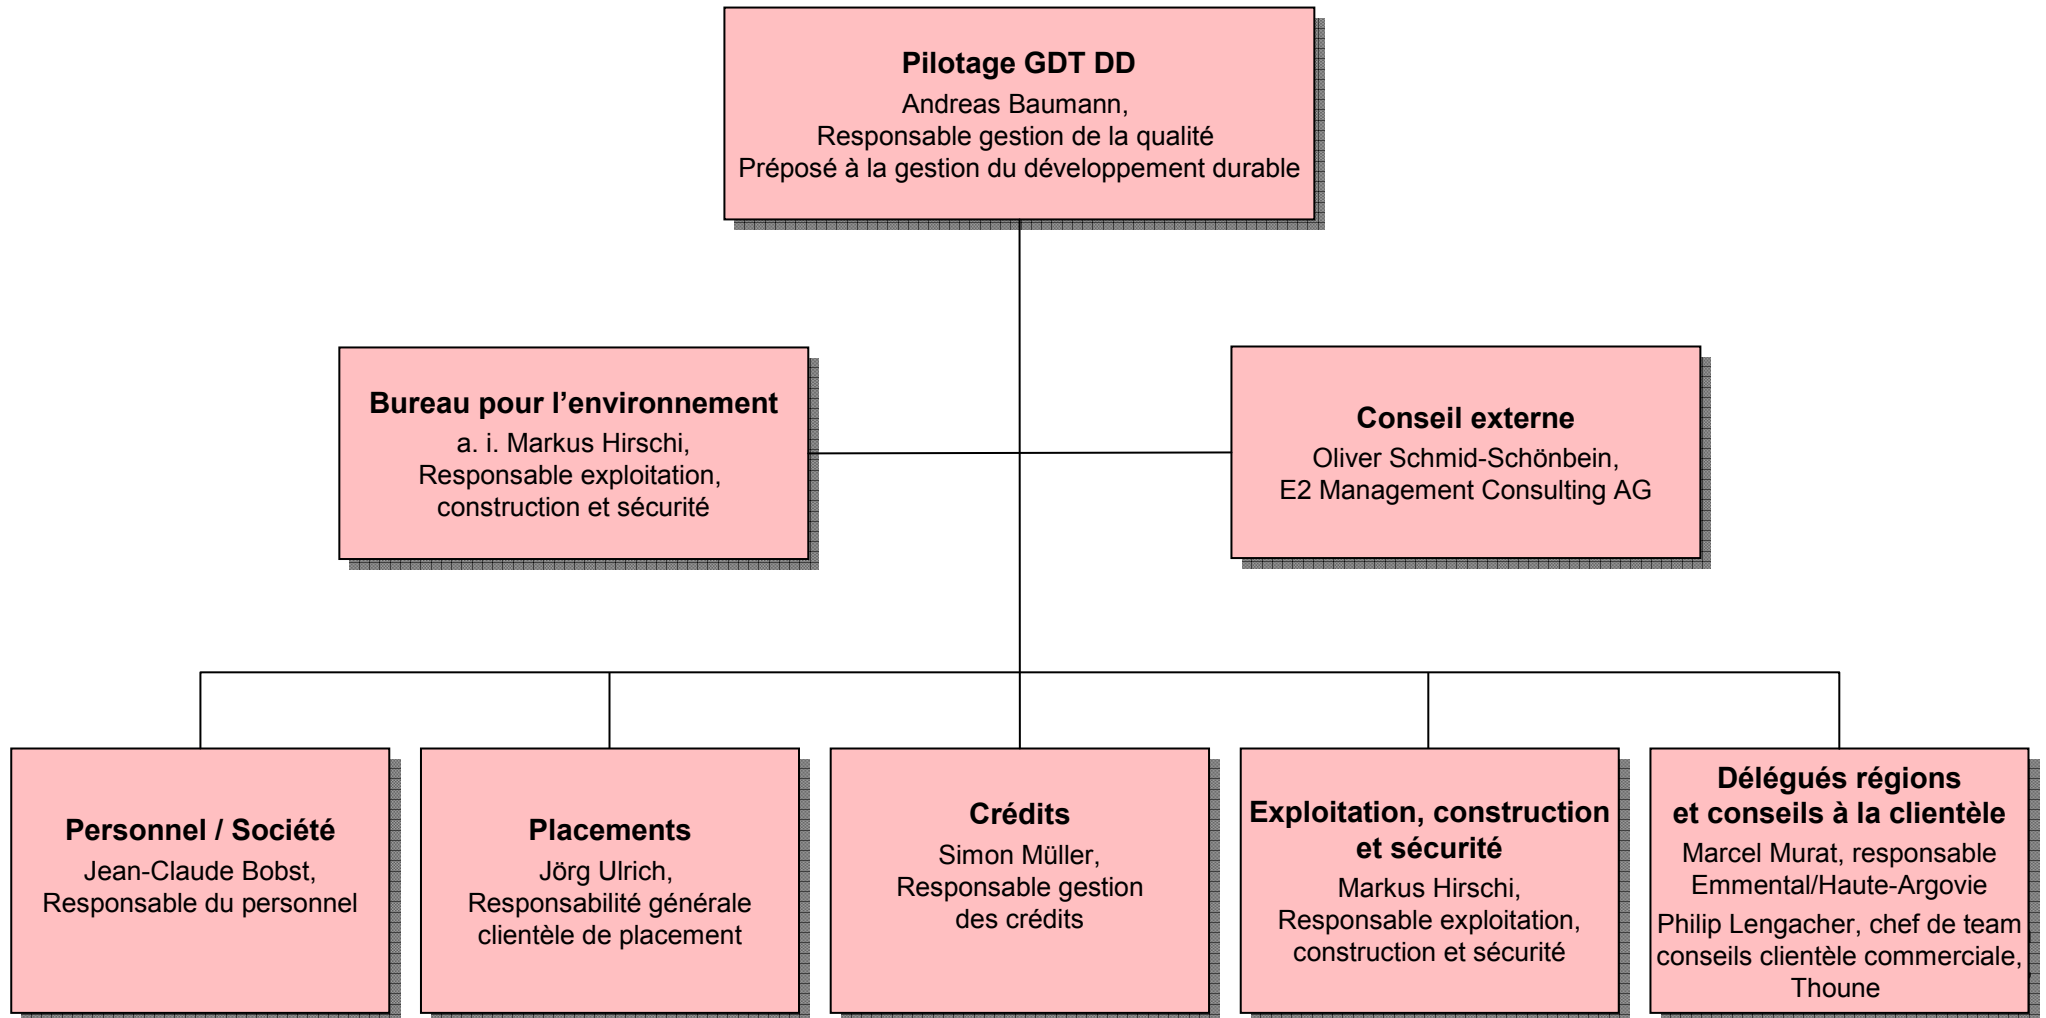 Pilotage GDT DD
Andreas Baumann,
Responsable gestion de la qualité
Préposé à la gestion du développement durable
Bureau pour l’environnement
a. i. Markus Hirschi,
Responsable exploitation,
construction et sécurité
Conseil externe
Oliver Schmid-Schönbein,
E2 Management Consulting AG
Personnel / Société
Jean-Claude Bobst,
Responsable du personnel
Placements
Jörg Ulrich,
Responsabilité générale
clientèle de placement
Crédits
Simon Müller,
Responsable gestion
des crédits
Exploitation, construction
et sécurité
Markus Hirschi,
Responsable exploitation,
construction et sécurité
Délégués régions
et conseils à la clientèle
Marcel Murat, responsable
Emmental/Haute-Argovie
Philip Lengacher, chef de team
conseils clientèle commerciale,
Thoune